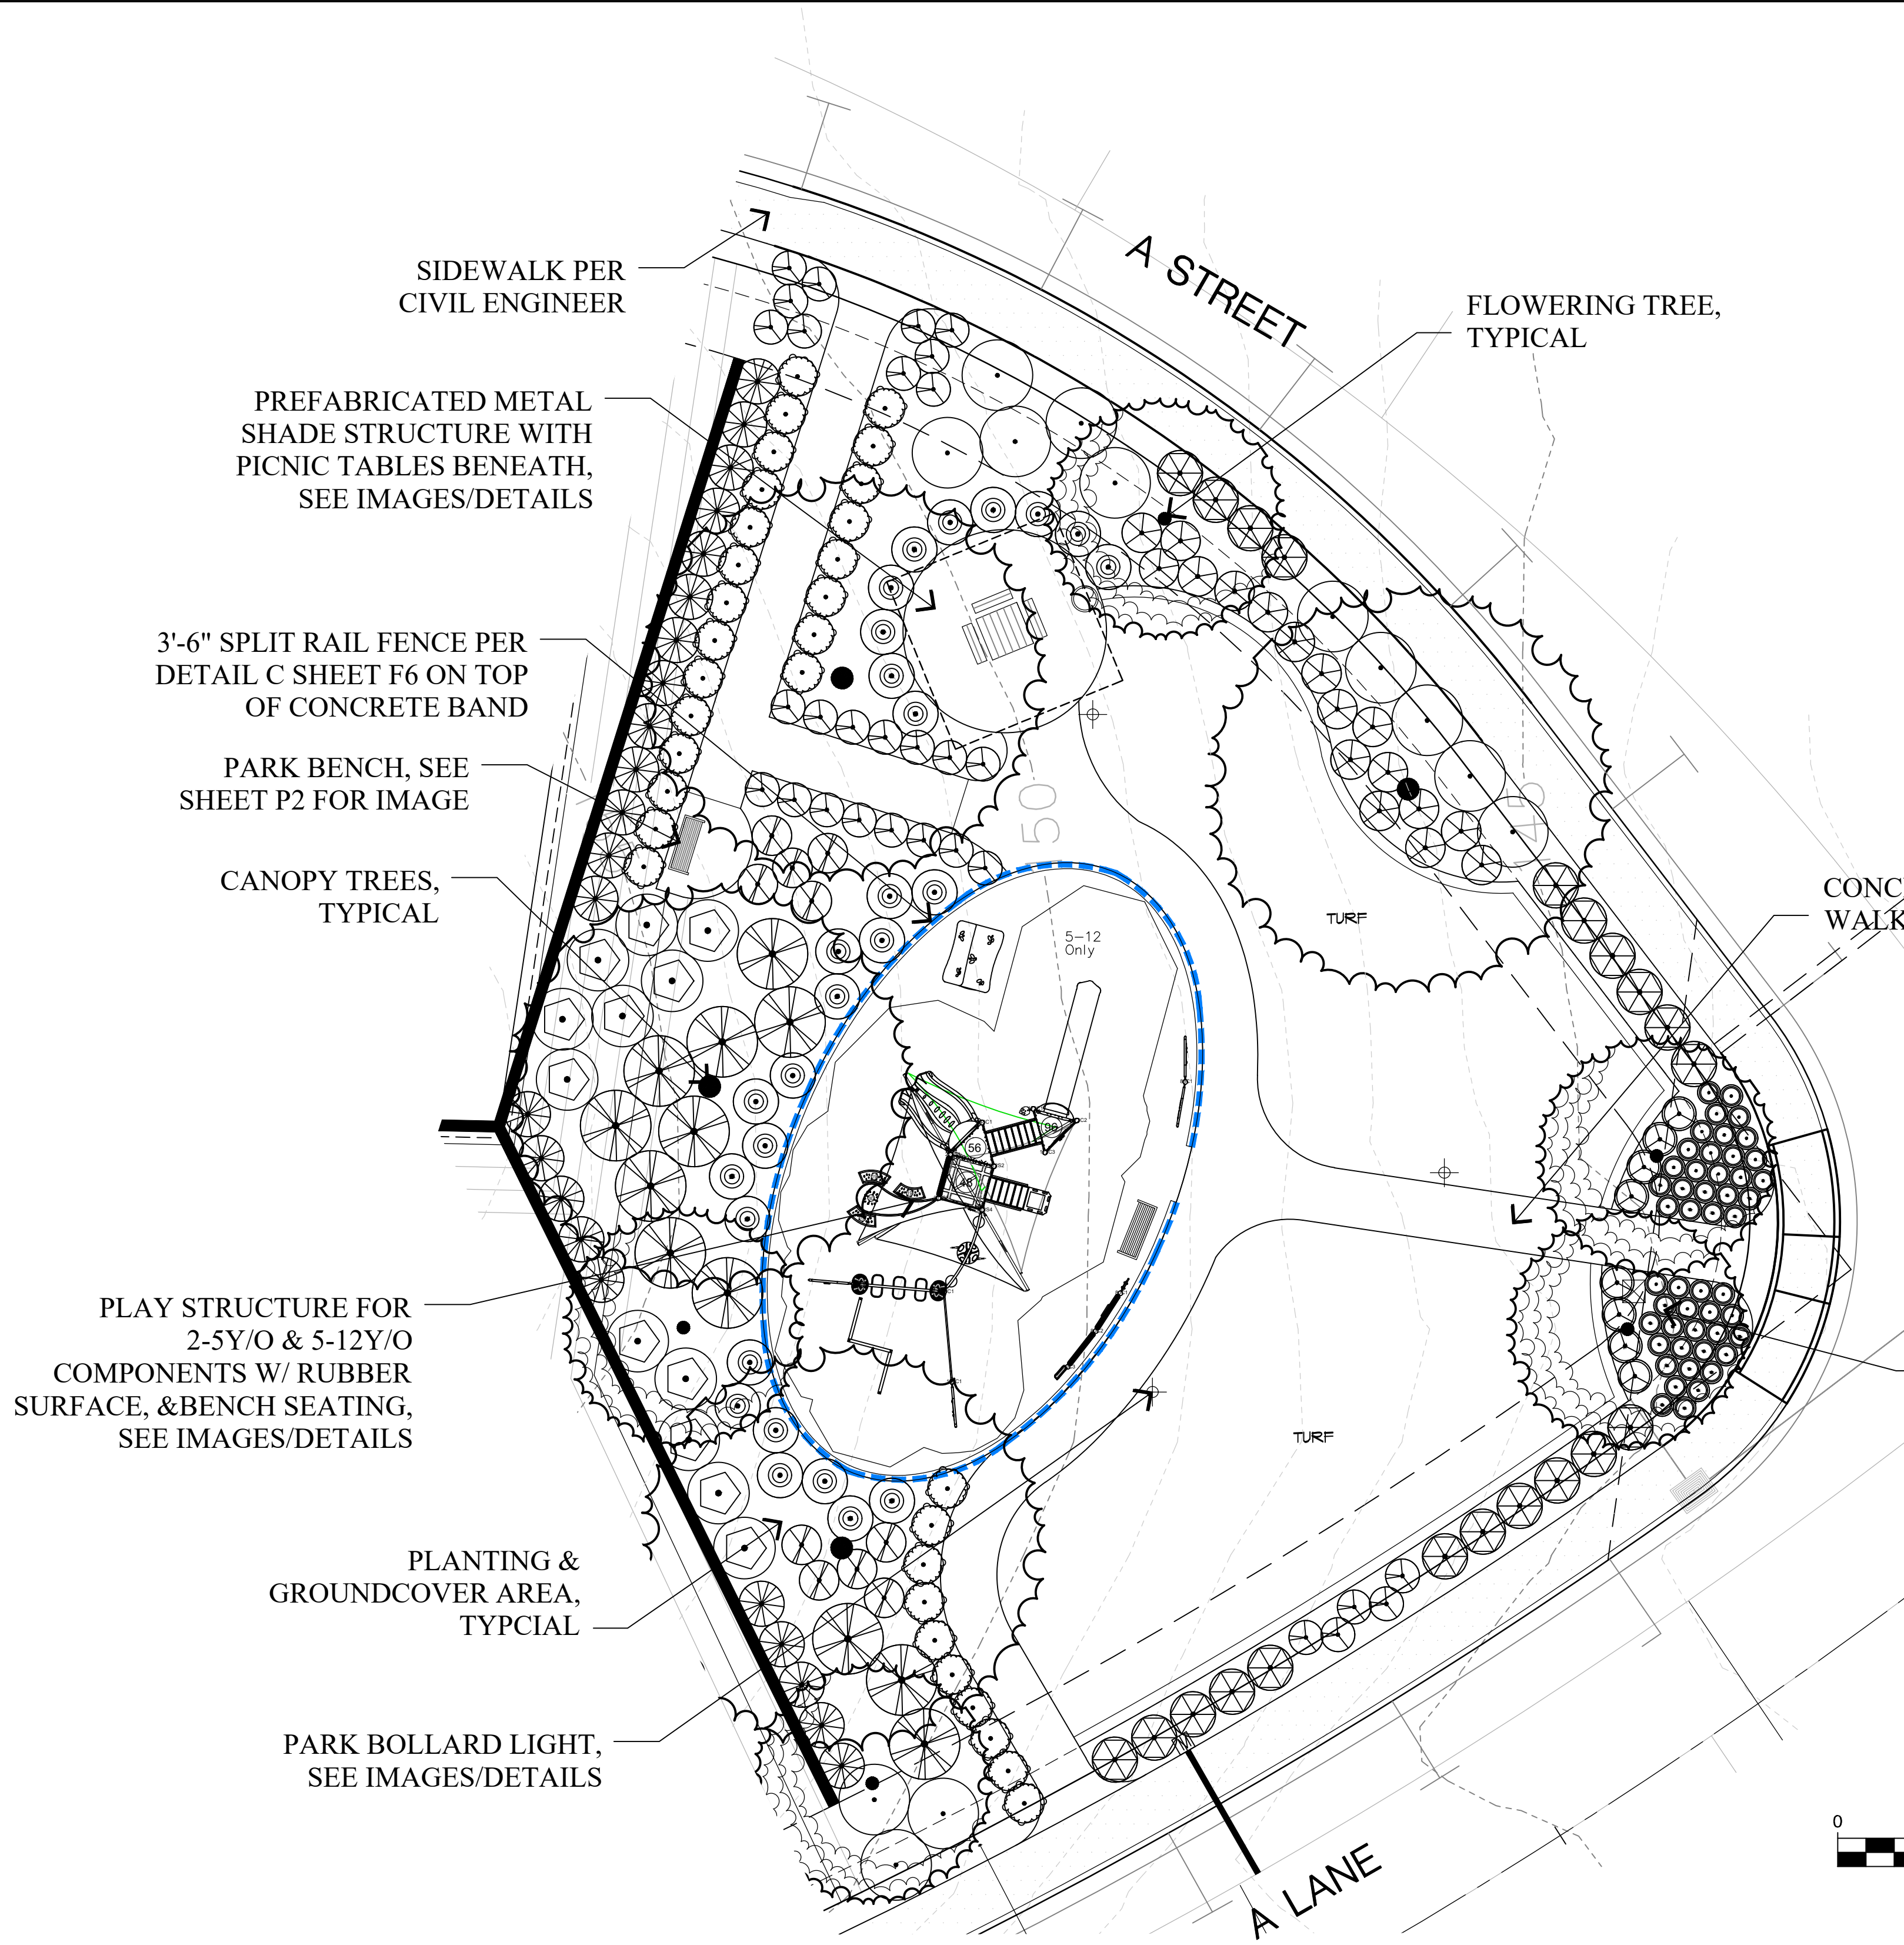 A STREET
SIDEWALK PER
CIVIL ENGINEER
FLOWERING TREE,
TYPICAL
PREFABRICATED METAL
SHADE STRUCTURE WITH
PICNIC TABLES BENEATH,
SEE IMAGES/DETAILS
3'-6" SPLIT RAIL FENCE PER
DETAIL C SHEET F6 ON TOP
OF CONCRETE BAND
PARK BENCH, SEE
SHEET P2 FOR IMAGE
50
145
CANOPY TREES,
TYPICAL
CONC
WALK
TURF
5-12
Only
96
56
48
PLAY STRUCTURE FOR
2-5Y/O & 5-12Y/O
COMPONENTS W/ RUBBER
SURFACE, &BENCH SEATING,
SEE IMAGES/DETAILS
TURF
PLANTING &
GROUNDCOVER AREA,
TYPCIAL
PARK BOLLARD LIGHT,
SEE IMAGES/DETAILS
0
A LANE